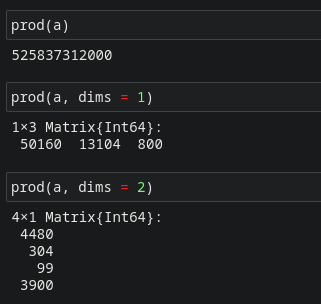 prod(a)
525837312000
prod(a, dims = 1)
1×3 Matrix{Int64}:
50160  13104  800
prod(a, dims = 2)
4×1 Matrix{Int64}:
4480
304
99
3900